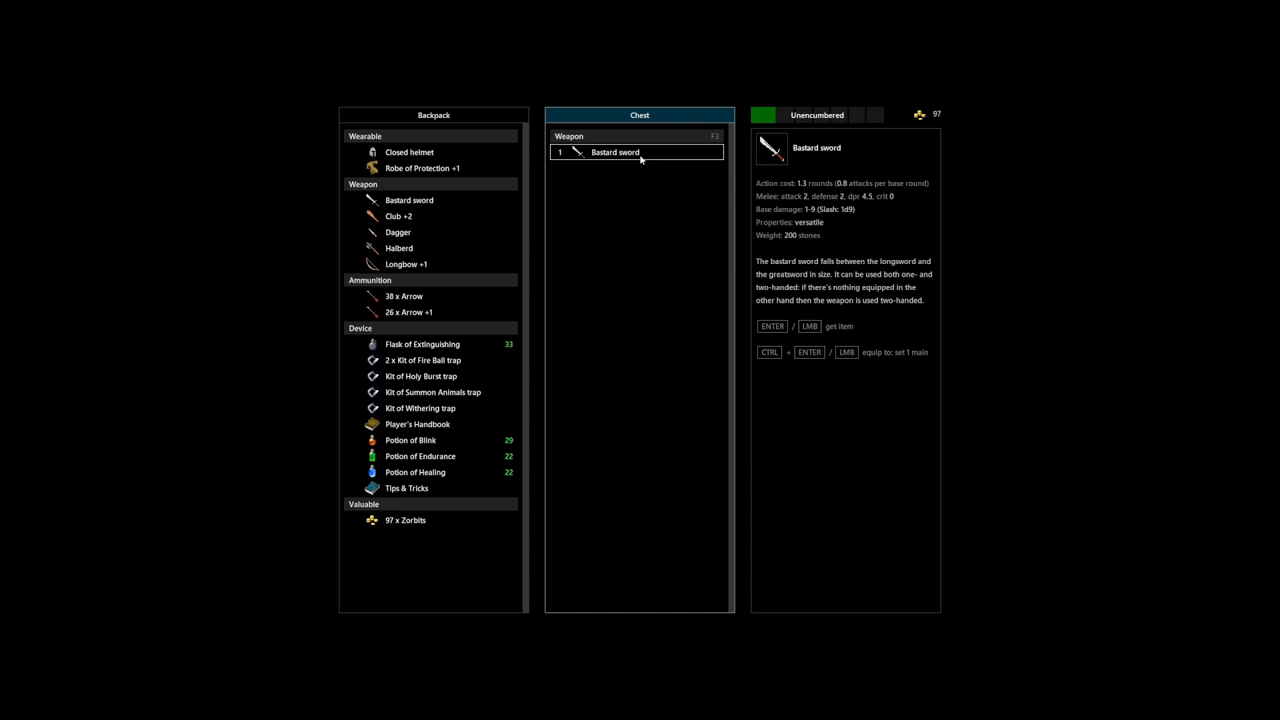 Backpack
Wearable
Closed helmet
Robe of Protection +1
Weapon
Bastard sword
Club +2
Dagger
Halberd
Longbow +1
Ammunition
38 x Arrow
26 x Arrow +1
Device
Flask of Extinguishing 33
2 x Kit of Fire Ball trap
Kit of Holy Burst trap
Kit of Summon Animals trap
Kit of Withering trap
Player's Handbook
Potion of Blink 29
Potion of Endurance 22
Potion of Healing 22
Tips & Tricks
Valuable
97 x Zorbits
Chest
Weapon F3
1 Bastard sword
Unencumbered 97
Bastard sword
Action cost: 1.3 rounds (0.8 attacks per base round)
Melee: attack 2, defense 2, dpr 4.5, crit 0
Base damage: 1-9 (Slash: 1d9)
Properties: versatile
Weight: 200 stones
The bastard sword falls between the longsword and
the greatsword in size. It can be used both one- and
two-handed: if there's nothing equipped in the
other hand then the weapon is used two-handed.
ENTER / LMB get item
CTRL + ENTER / LMB equip to: set 1 main